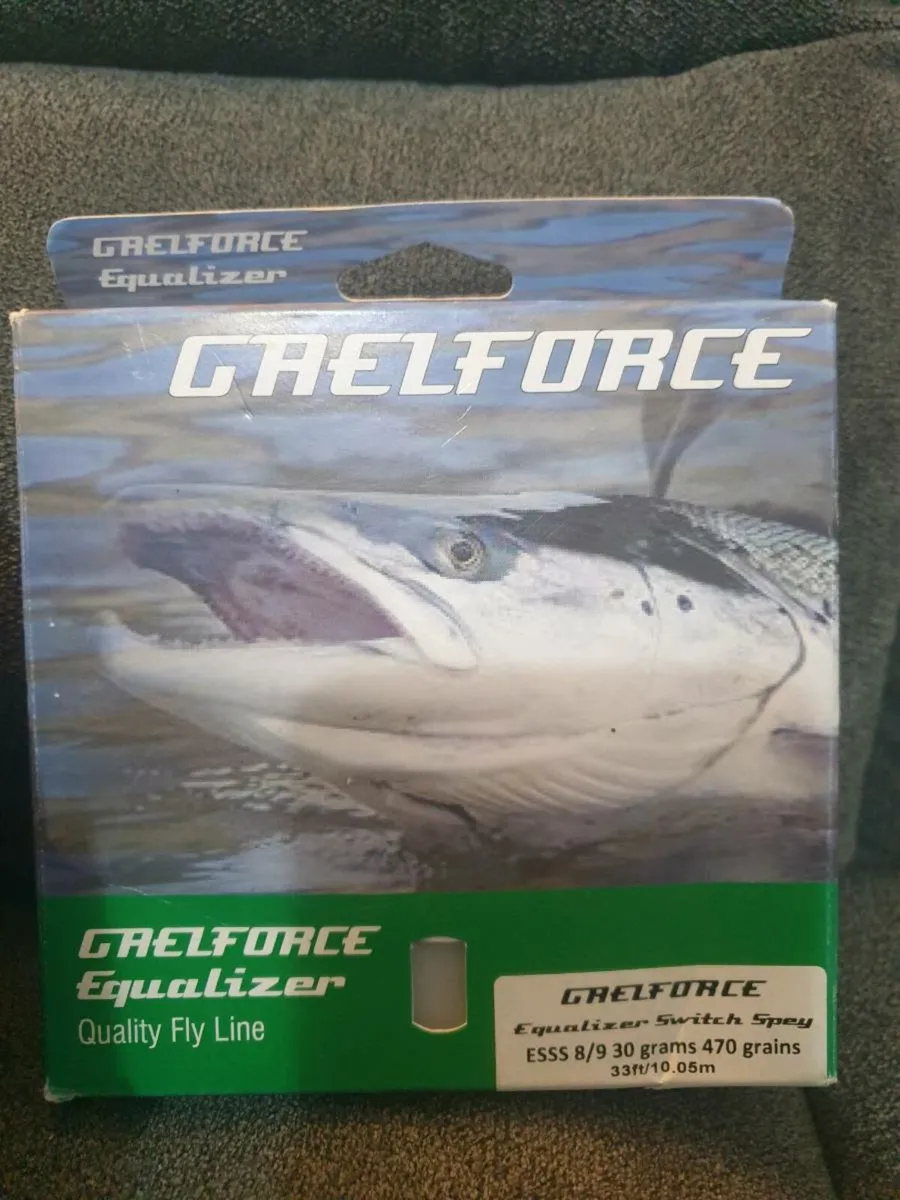 GAELFORCE
Equalizer
GAELFORCE
GAELFORCE
Equalizer
Quality Fly Line
GAELFORCE
Equalizer Switch Spey
ESSS 8/9 30 grams 470 grains
33ft/10.05m